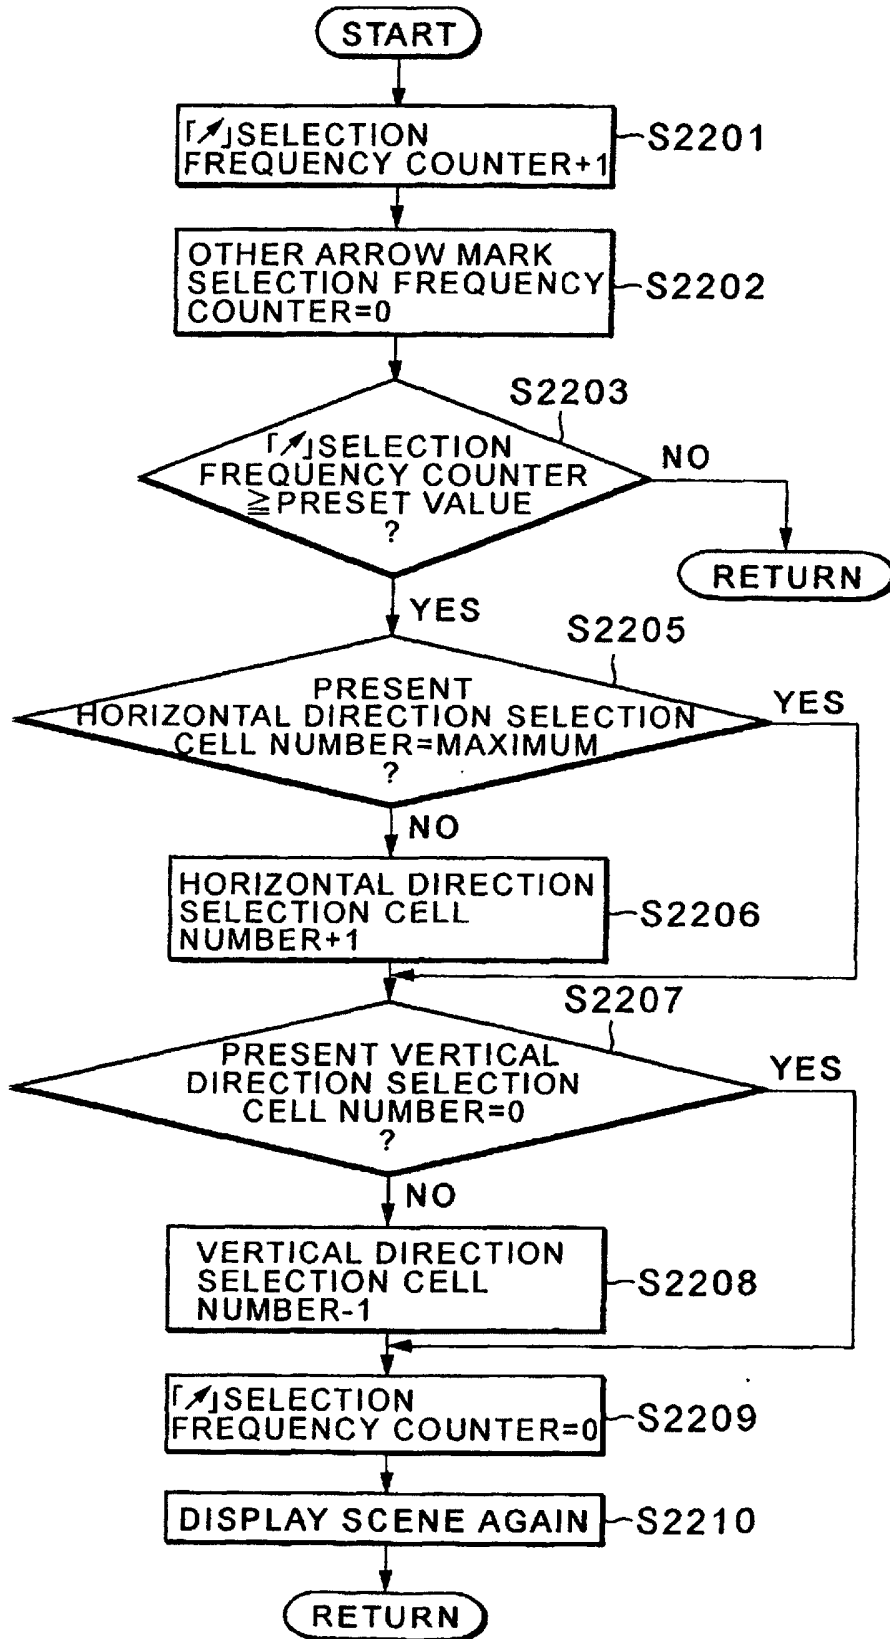 START
「↗」SELECTION
FREQUENCY COUNTER+1
S2201
OTHER ARROW MARK
SELECTION FREQUENCY
COUNTER=0
S2202
S2203
「↗」SELECTION
FREQUENCY COUNTER
≧PRESET VALUE
?
NO
RETURN
YES
S2205
PRESENT
HORIZONTAL DIRECTION SELECTION
CELL NUMBER=MAXIMUM
?
YES
NO
HORIZONTAL DIRECTION
SELECTION CELL
NUMBER+1
S2206
S2207
PRESENT VERTICAL
DIRECTION SELECTION
CELL NUMBER=0
?
YES
NO
VERTICAL DIRECTION
SELECTION CELL
NUMBER-1
S2208
「↗」SELECTION
FREQUENCY COUNTER=0
S2209
DISPLAY SCENE AGAIN
S2210
RETURN